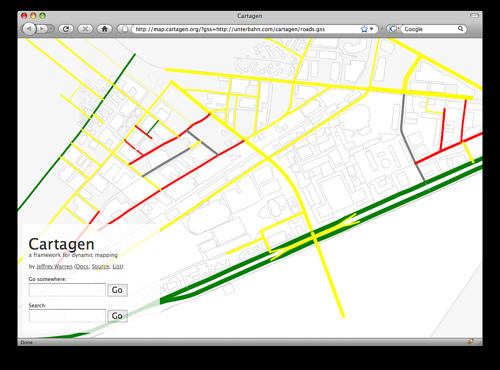 Cartagen
http://map.cartagen.org/?gss=http://unterbahn.com/cartagen/roads.gss
Google
Cartagen
a framework for dynamic mapping
by Jeffrey Warren (Docs, Source, List)
Go somewhere:
Go
Search:
Go
Done